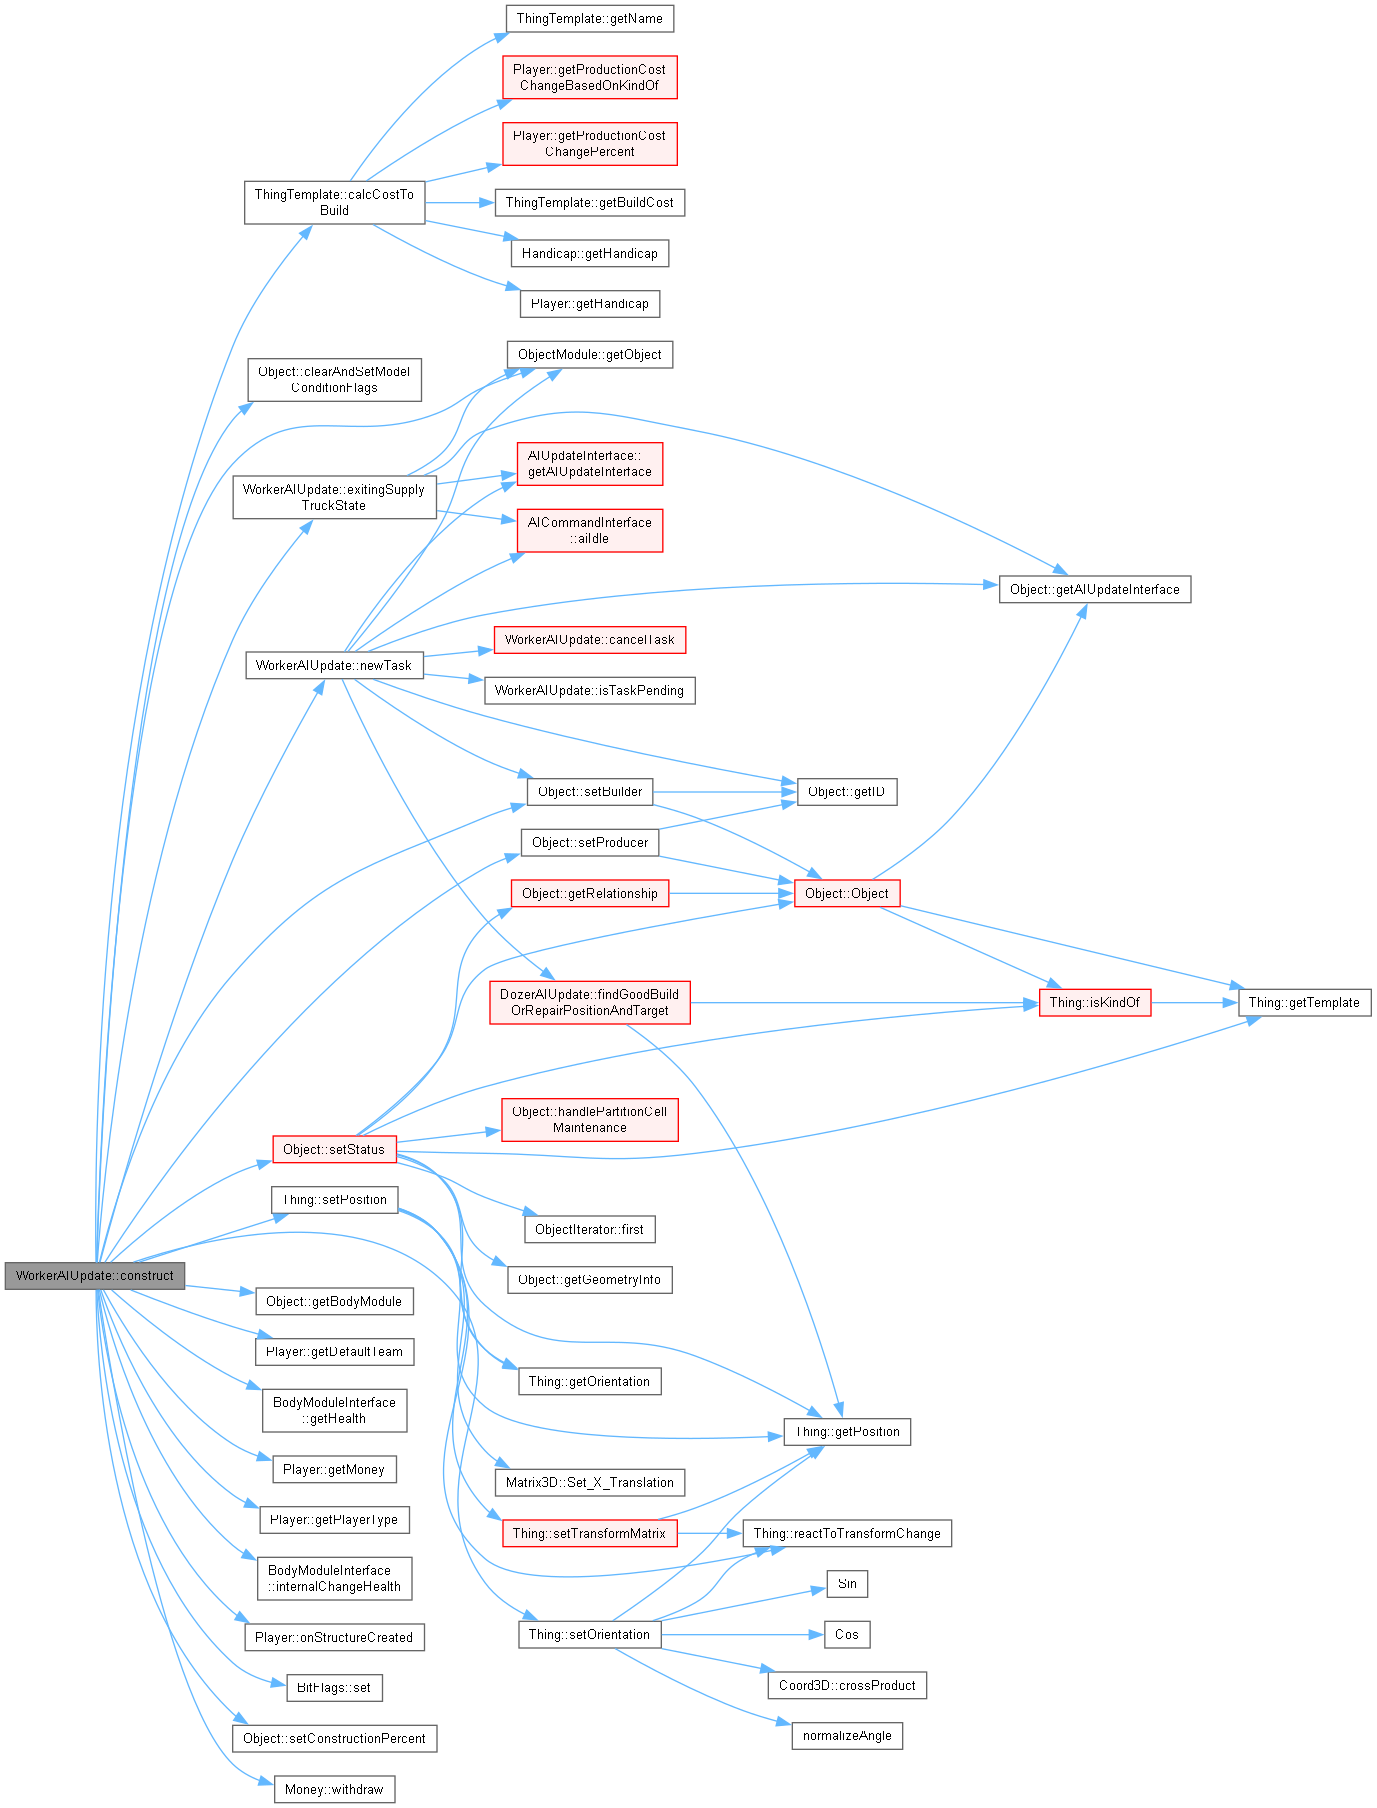 ThingTemplate::getName
Player::getProductionCost
ChangeBasedOnKindOf
Player::getProductionCost
ChangePercent
ThingTemplate::calcCostTo
Build
ThingTemplate::getBuildCost
Handicap::getHandicap
Player::getHandicap
ObjectModule::getObject
Object::clearAndSetModel
ConditionFlags
AIUpdateInterface::
getAIUpdateInterface
WorkerAIUpdate::exitingSupply
TruckState
AICommandInterface
::aiIdle
Object::getAIUpdateInterface
WorkerAIUpdate::cancelTask
WorkerAIUpdate::newTask
WorkerAIUpdate::isTaskPending
Object::setBuilder
Object::getID
Object::setProducer
Object::getRelationship
Object::Object
DozerAIUpdate::findGoodBuild
OrRepairPositionAndTarget
Thing::isKindOf
Thing::getTemplate
Object::handlePartitionCell
Maintenance
Object::setStatus
Thing::setPosition
ObjectIterator::first
WorkerAIUpdate::construct
Object::getGeometryInfo
Object::getBodyModule
Player::getDefaultTeam
Thing::getOrientation
BodyModuleInterface
::getHealth
Thing::getPosition
Player::getMoney
Matrix3D::Set_X_Translation
Player::getPlayerType
Thing::setTransformMatrix
Thing::reactToTransformChange
BodyModuleInterface
::internalChangeHealth
Sin
Player::onStructureCreated
Thing::setOrientation
Cos
BitFlags::set
Coord3D::crossProduct
Object::setConstructionPercent
normalizeAngle
Money::withdraw